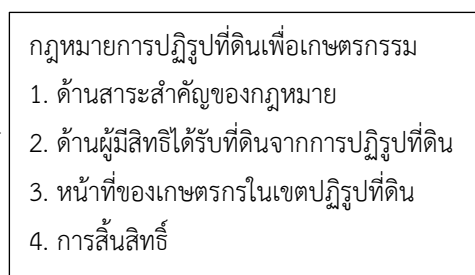 กฎหมายการปฏิรูปที่ดินเพื่อเกษตรกรรม
1. ด้านสาระสำคัญของกฎหมาย
2. ด้านผู้มีสิทธิได้รับที่ดินจากการปฏิรูปที่ดิน
3. หน้าที่ของเกษตรกรในเขตปฏิรูปที่ดิน
4. การสิ้นสิทธิ์